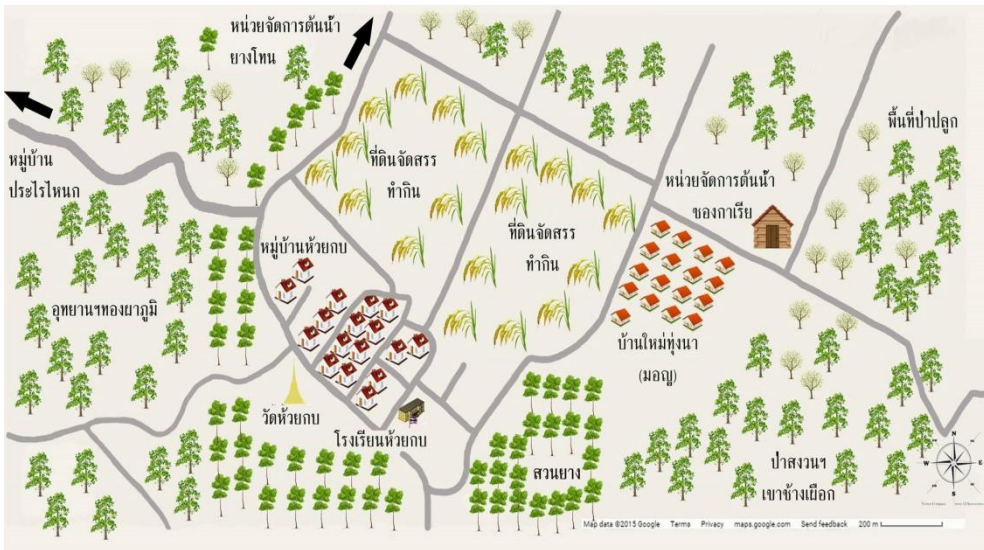 หน่วยจัดการต้นน้ำ
ยางโทน
หมู่บ้าน
ประไรโหนก
ที่ดินจัดสรร
ทำกิน
พื้นที่ป่าปลูก
หน่วยจัดการต้นน้ำ
ของกาเรีย
ที่ดินจัดสรร
ทำกิน
หมู่บ้านห้วยกบ
อุทยานฯทองผาภูมิ
บ้านใหม่ทุ่งนา
(มอญ)
วัดห้วยกบ
โรงเรียนห้วยกบ
สวนยาง
ป่าสงวนฯ
เขาช้างเผือก
N
W
E
S
Map data ©2015 Google Terms Privacy maps.google.com Send feedback 200 m